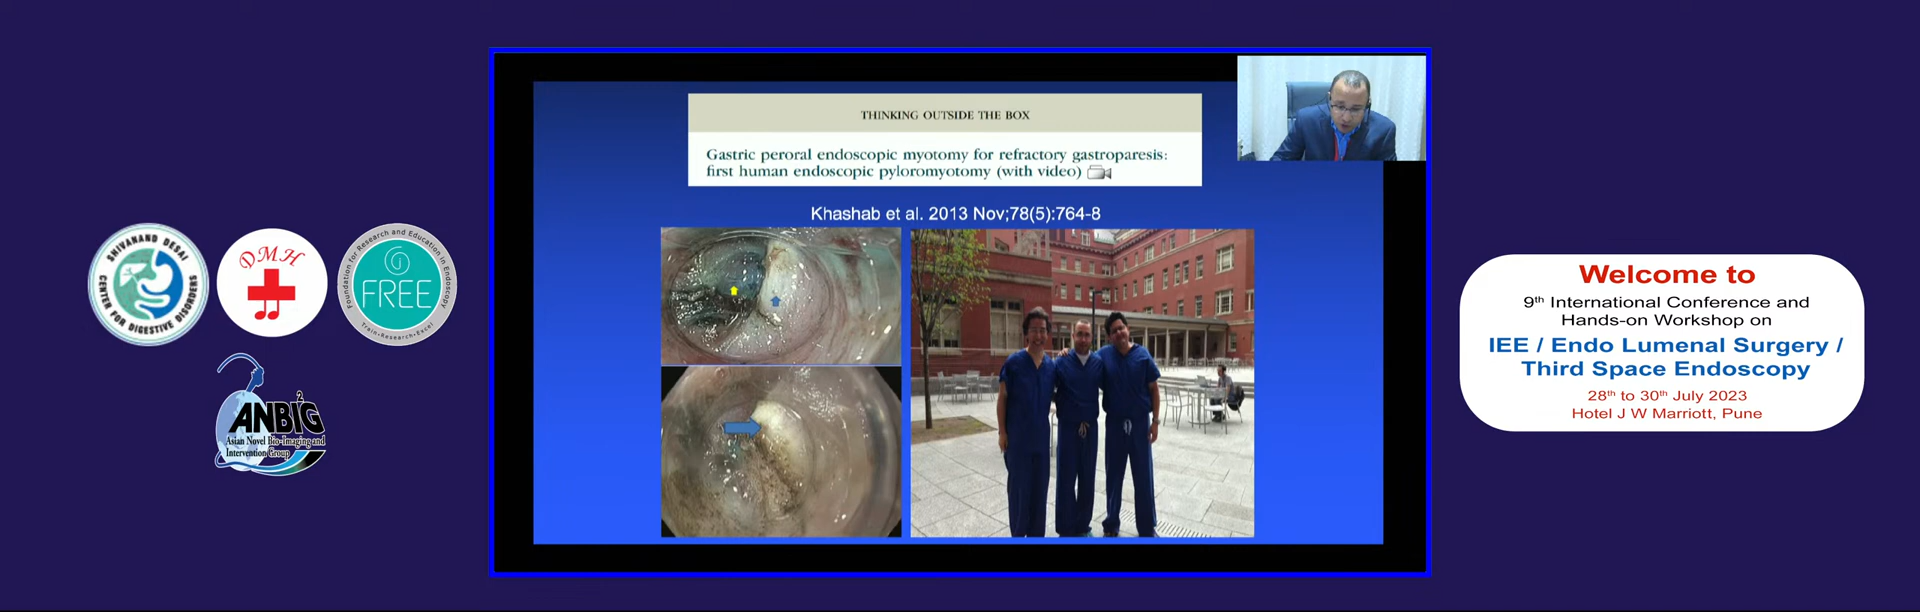 SHIVANAND DESAI
CENTER FOR DIGESTIVE DISORDERS
DMH
Foundation for Research and Education in Endoscopy
FREE
Train•Research•Excel
ANBIG2
Asian Novel Bio-Imaging and
Intervention Group
THINKING OUTSIDE THE BOX
Gastric peroral endoscopic myotomy for refractory gastroparesis:
first human endoscopic pyloromyotomy (with video)
Khashab et al. 2013 Nov;78(5):764-8
Welcome to
9th International Conference and
Hands-on Workshop on
IEE / Endo Lumenal Surgery /
Third Space Endoscopy
28th to 30th July 2023
Hotel J W Marriott, Pune